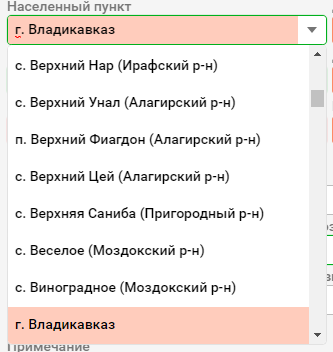 Населенный пункт
г. Владикавказ
с. Верхний Нар (Ирафский р-н)
с. Верхний Унал (Алагирский р-н)
п. Верхний Фиагдон (Алагирский р-н)
с. Верхний Цей (Алагирский р-н)
с. Верхняя Саниба (Пригородный р-н)
с. Веселое (Моздокский р-н)
с. Виноградное (Моздокский р-н)
г. Владикавказ
Примечание